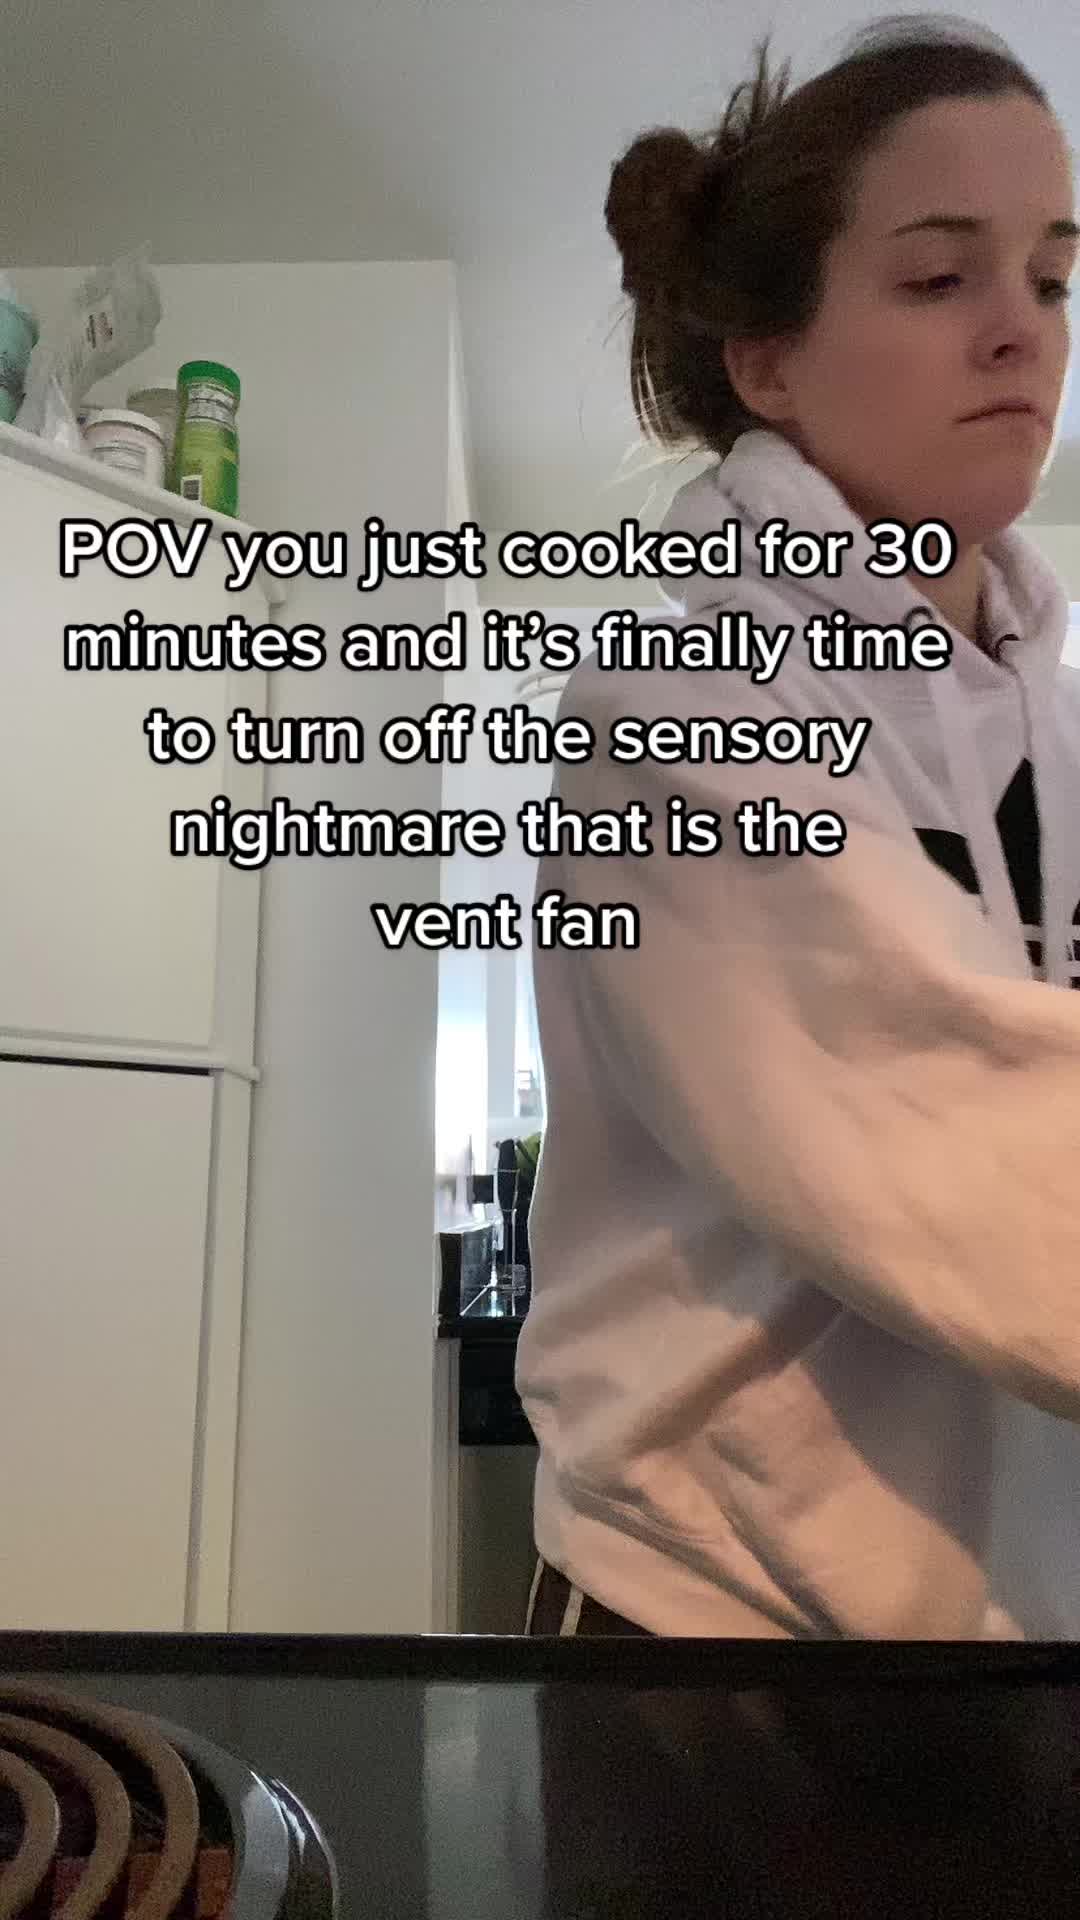 POV you just cooked for 30
minutes and it’s finally time
to turn off the sensory
nightmare that is the
vent fan